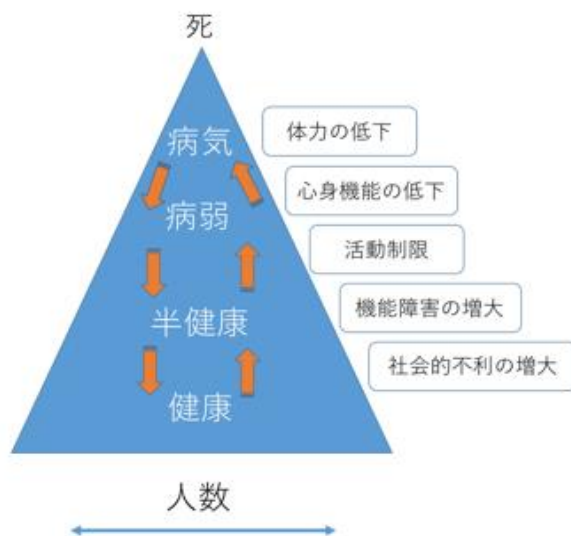 死
病気
体力の低下
心身機能の低下
病弱
活動制限
機能障害の増大
半健康
社会的不利の増大
健康
人数